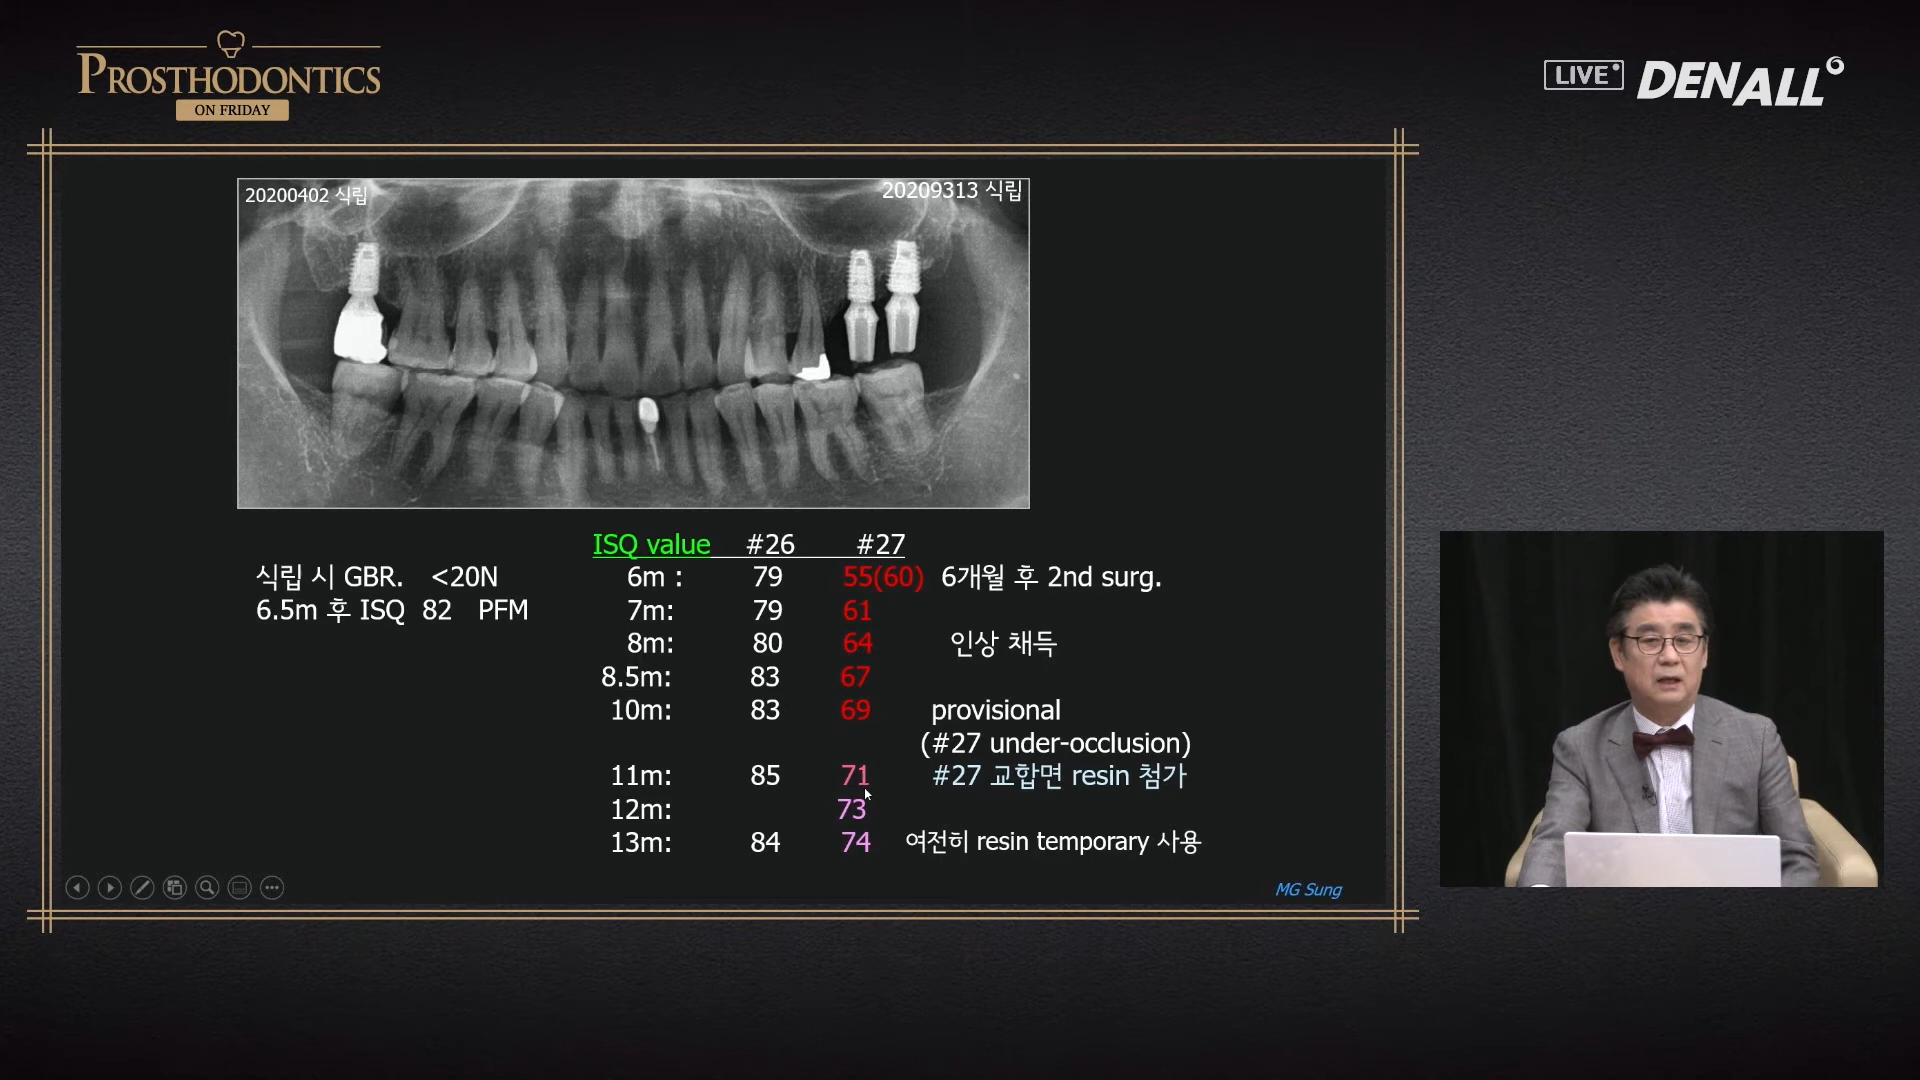 PROSTHODONTICS
ON FRIDAY
LIVE DENALL
20200402 식립
20209313 식립
ISQ value #26 #27
식립 시 GBR. <20N
6.5m 후 ISQ 82 PFM
6m : 79 55(60) 6개월 후 2nd surg.
7m: 79 61
8m: 80 64 인상 채득
8.5m: 83 67
10m: 83 69 provisional
(#27 under-occlusion)
11m: 85 71 #27 교합면 resin 첨가
12m: 73
13m: 84 74 여전히 resin temporary 사용
MG Sung